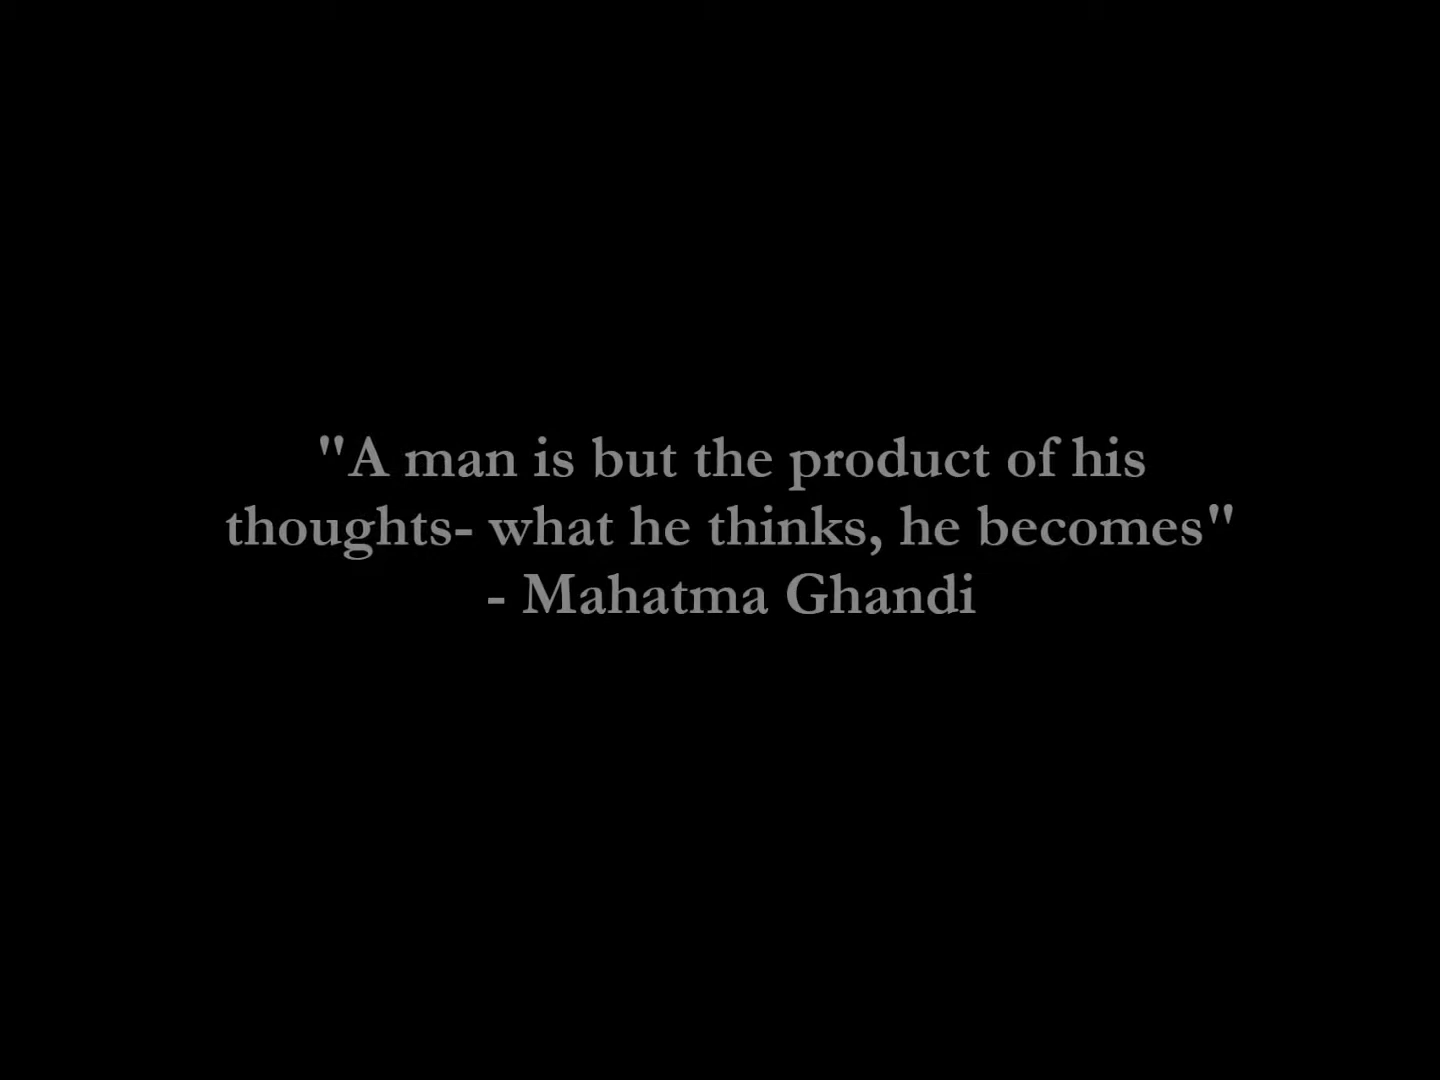 "A man is but the product of his
thoughts- what he thinks, he becomes"
- Mahatma Ghandi